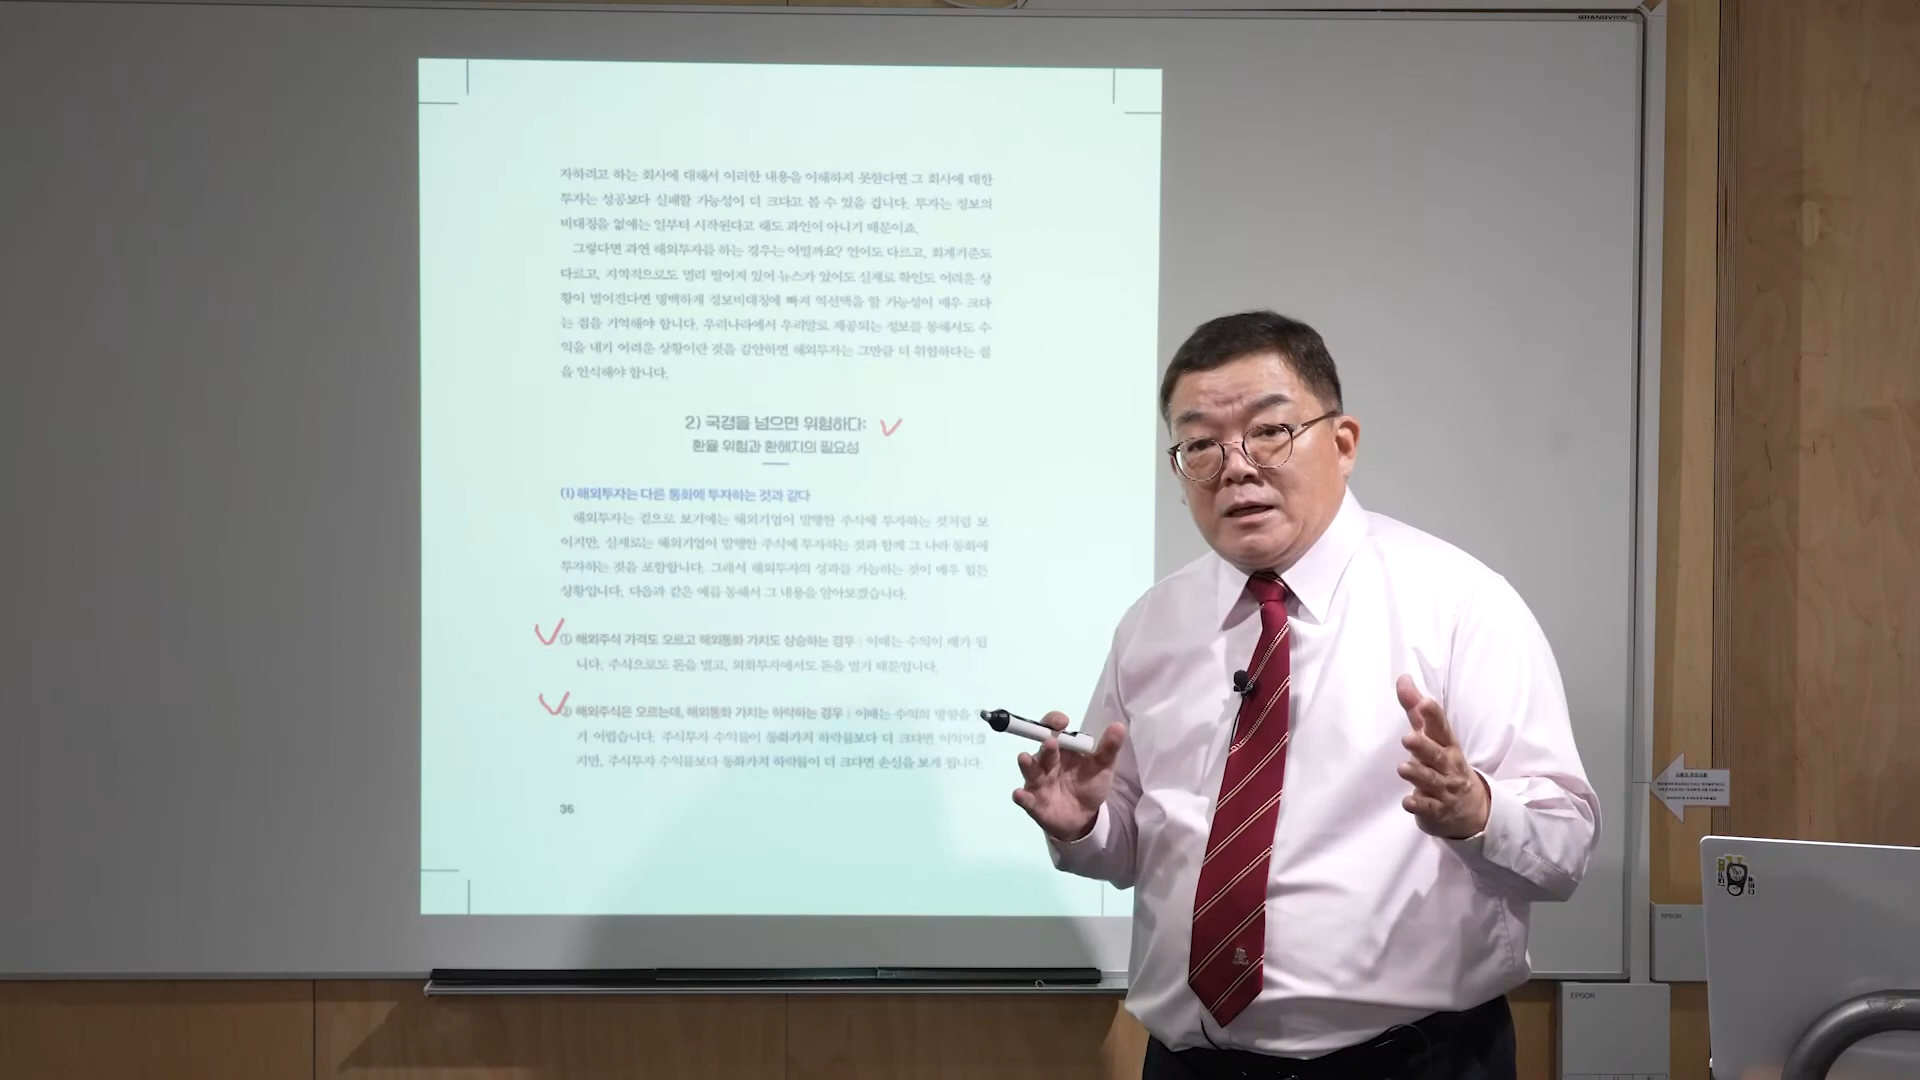 GRANDVIEW
자하려고 하는 회사에 대해서 이러한 내용을 이해하지 못한다면 그 회사에 대한
투자는 성공보다 실패할 가능성이 더 크다고 볼 수 있을 겁니다. 투자는 정보의
비대칭을 없애는 일부터 시작된다고 해도 과언이 아니기 때문이죠.
그렇다면 과연 해외투자를 하는 경우는 어떨까요? 언어도 다르고, 회계기준도
다르고, 지역적으로도 멀리 떨어져 있어 뉴스가 있어도 실제로 확인도 어려운 상
황이 벌어진다면 명백하게 정보비대칭에 빠져 역선택을 할 가능성이 매우 크다
는 점을 기억해야 합니다. 우리나라에서 우리말로 제공되는 정보를 통해서도 수
익을 내기 어려운 상황이란 것을 감안하면 해외투자는 그만큼 더 위험하다는 점
을 인식해야 합니다.
2) 국경을 넘으면 위험하다:
환율 위험과 환헤지의 필요성
(1) 해외투자는 다른 통화에 투자하는 것과 같다
해외투자는 겉으로 보기에는 해외기업이 발행한 주식에 투자하는 것처럼 보
이지만, 실제로는 해외기업이 발행한 주식에 투자하는 것과 함께 그 나라 통화에
투자하는 것을 포함합니다. 그래서 해외투자의 성과를 가늠하는 것이 매우 힘든
상황입니다. 다음과 같은 예를 통해서 그 내용을 알아보겠습니다.
① 해외주식 가격도 오르고 해외통화 가치도 상승하는 경우 : 이때는 수익이 배가 됩
니다. 주식으로도 돈을 벌고, 외화투자에서도 돈을 벌기 때문입니다.
② 해외주식은 오르는데, 해외통화 가치는 하락하는 경우 : 이때는 수익의 방향을
기 어렵습니다. 주식투자 수익률이 통화가치 하락률보다 더 크다면 이익이겠
지만, 주식투자 수익률보다 통화가치 하락률이 더 크다면 손실을 보게 됩니다.
36
EPSON
EPSON